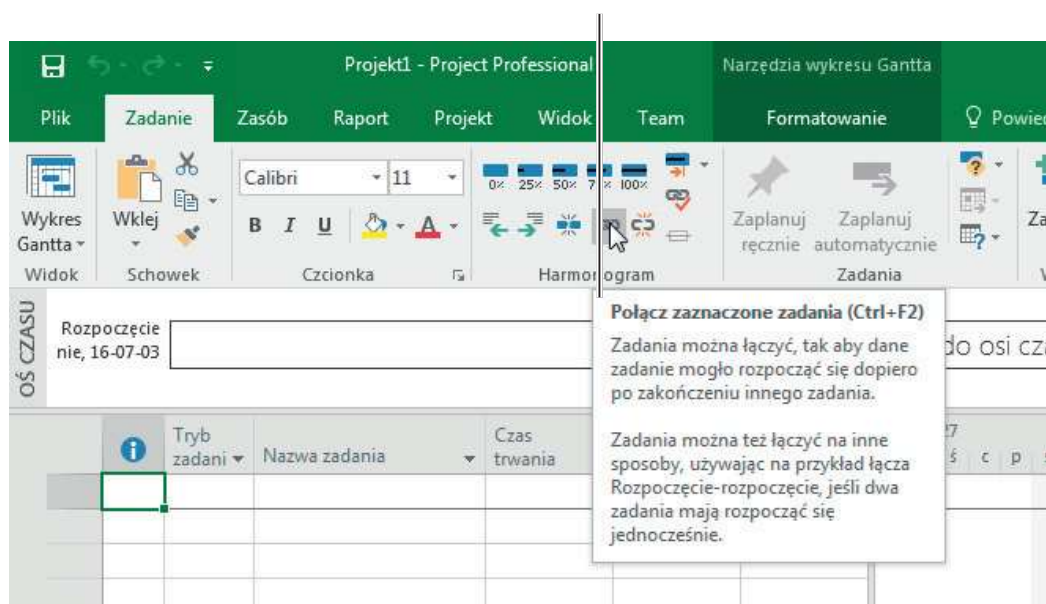 Projekt1 - Project Professional
Narzędzia wykresu Gantta
Plik
Zadanie
Zasób
Raport
Projekt
Widok
Team
Formatowanie
Wykres
Gantta
Wklej
Calibri
11
B I U
A
0% 25% 50% 100%
Zaplanuj
ręcznie
Zaplanuj
automatycznie
Widok
Schowek
Czcionka
Harmonogram
Zadania
OŚ CZASU
Rozpoczęcie
nie, 16-07-03
do osi
Połącz zaznaczone zadania (Ctrl+F2)
Zadania można łączyć, tak aby dane
zadanie mogło rozpocząć się dopiero
po zakończeniu innego zadania.
Zadania można też łączyć na inne
sposoby, używając na przykład łącza
Rozpoczęcie-rozpoczęcie, jeśli dwa
zadania mają rozpocząć się
jednocześnie.
Tryb
zadani
Nazwa zadania
Czas
trwania
ś c p